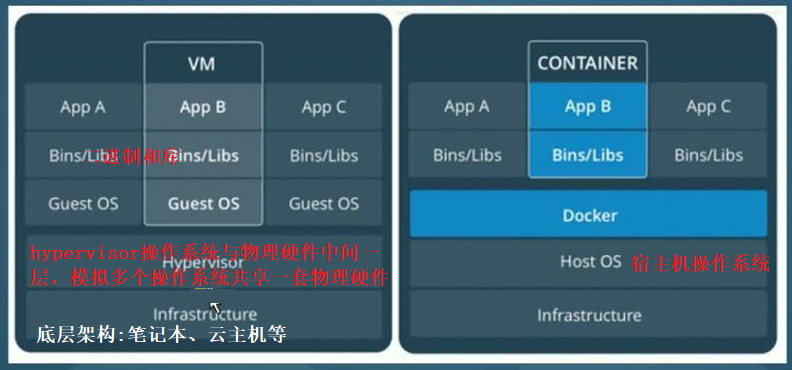 VM
App A
App B
App C
Bins/Libs
进制和库
Bins/Libs
Bins/Libs
Guest OS
Guest OS
Guest OS
hypervisor操作系统与物理硬件中间一
层，模拟多个操作系统共享一套物理硬件
Hypervisor
Infrastructure
底层架构:笔记本、云主机等
CONTAINER
App A
App B
App C
Bins/Libs
Bins/Libs
Bins/Libs
Docker
Host OS
宿主机操作系统
Infrastructure